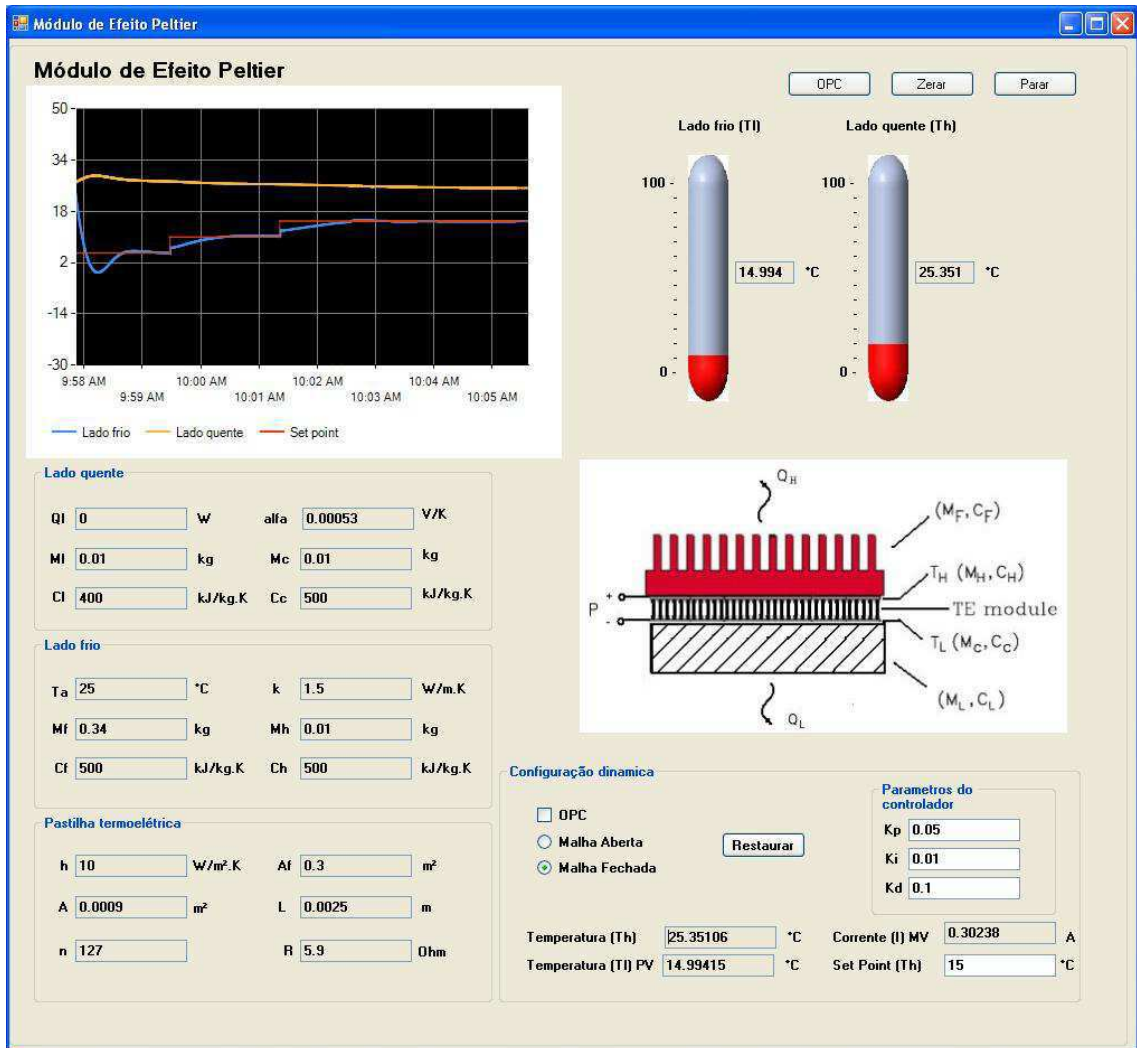 Módulo de Efeito Peltier
Módulo de Efeito Peltier
OPC Zerar Parar
50
34
18
2
-14
-30
9:58 AM 10:00 AM 10:02 AM 10:04 AM
9:59 AM 10:01 AM 10:03 AM 10:05 AM
Lado frio Lado quente Set point
Lado frio (Tl) Lado quente (Th)
100 - 100 -
14.994 °C 25.351 °C
0 - 0 -
Lado quente
Ql 0 W alfa 0.00053 V/K
Ml 0.01 kg Mc 0.01 kg
Cl 400 kJ/kg.K Cc 500 kJ/kg.K
Lado frio
Ta 25 °C k 1.5 W/m.K
Mf 0.34 kg Mh 0.01 kg
Cf 500 kJ/kg.K Ch 500 kJ/kg.K
Pastilha termoelétrica
h 10 W/m².K Af 0.3 m²
A 0.0009 m² L 0.0025 m
n 127 R 5.9 Ohm
Q_H
(M_F, C_F)
T_H (M_H, C_H)
P + -
TE module
T_L (M_C, C_C)
(M_L, C_L)
Q_L
Configuração dinamica
OPC
Malha Aberta
Malha Fechada
Restaurar
Parametros do
controlador
Kp 0.05
Ki 0.01
Kd 0.1
Temperatura (Th) 25.35106 °C Corrente (I) MV 0.30238 A
Temperatura (Tl) PV 14.99415 °C Set Point (Th) 15 °C